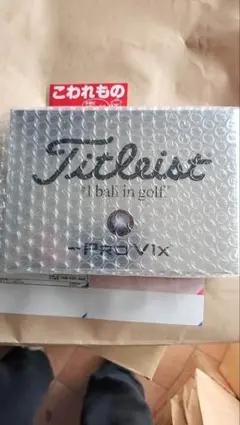 こわれもの
Titleist
"1 ball in golf."
PRO V1x